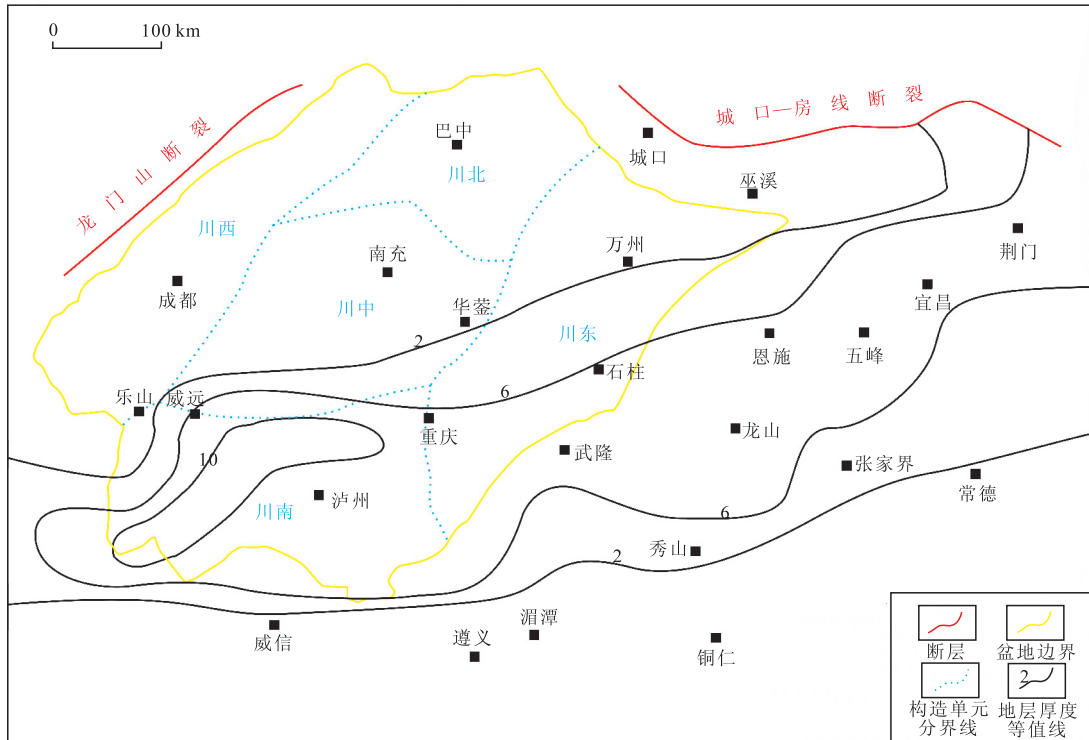 0 100 km
龙门山断裂
城口—房线断裂
巴中
川北
城口
巫溪
川西
万州
荆门
南充
成都
宜昌
川中
华蓥
2
川东
恩施
五峰
石柱
乐山
威远
6
重庆
龙山
10
武隆
张家界
常德
泸州
川南
6
秀山
2
威信
湄潭
遵义
铜仁
断层
盆地边界
2
构造单元
分界线
地层厚度
等值线